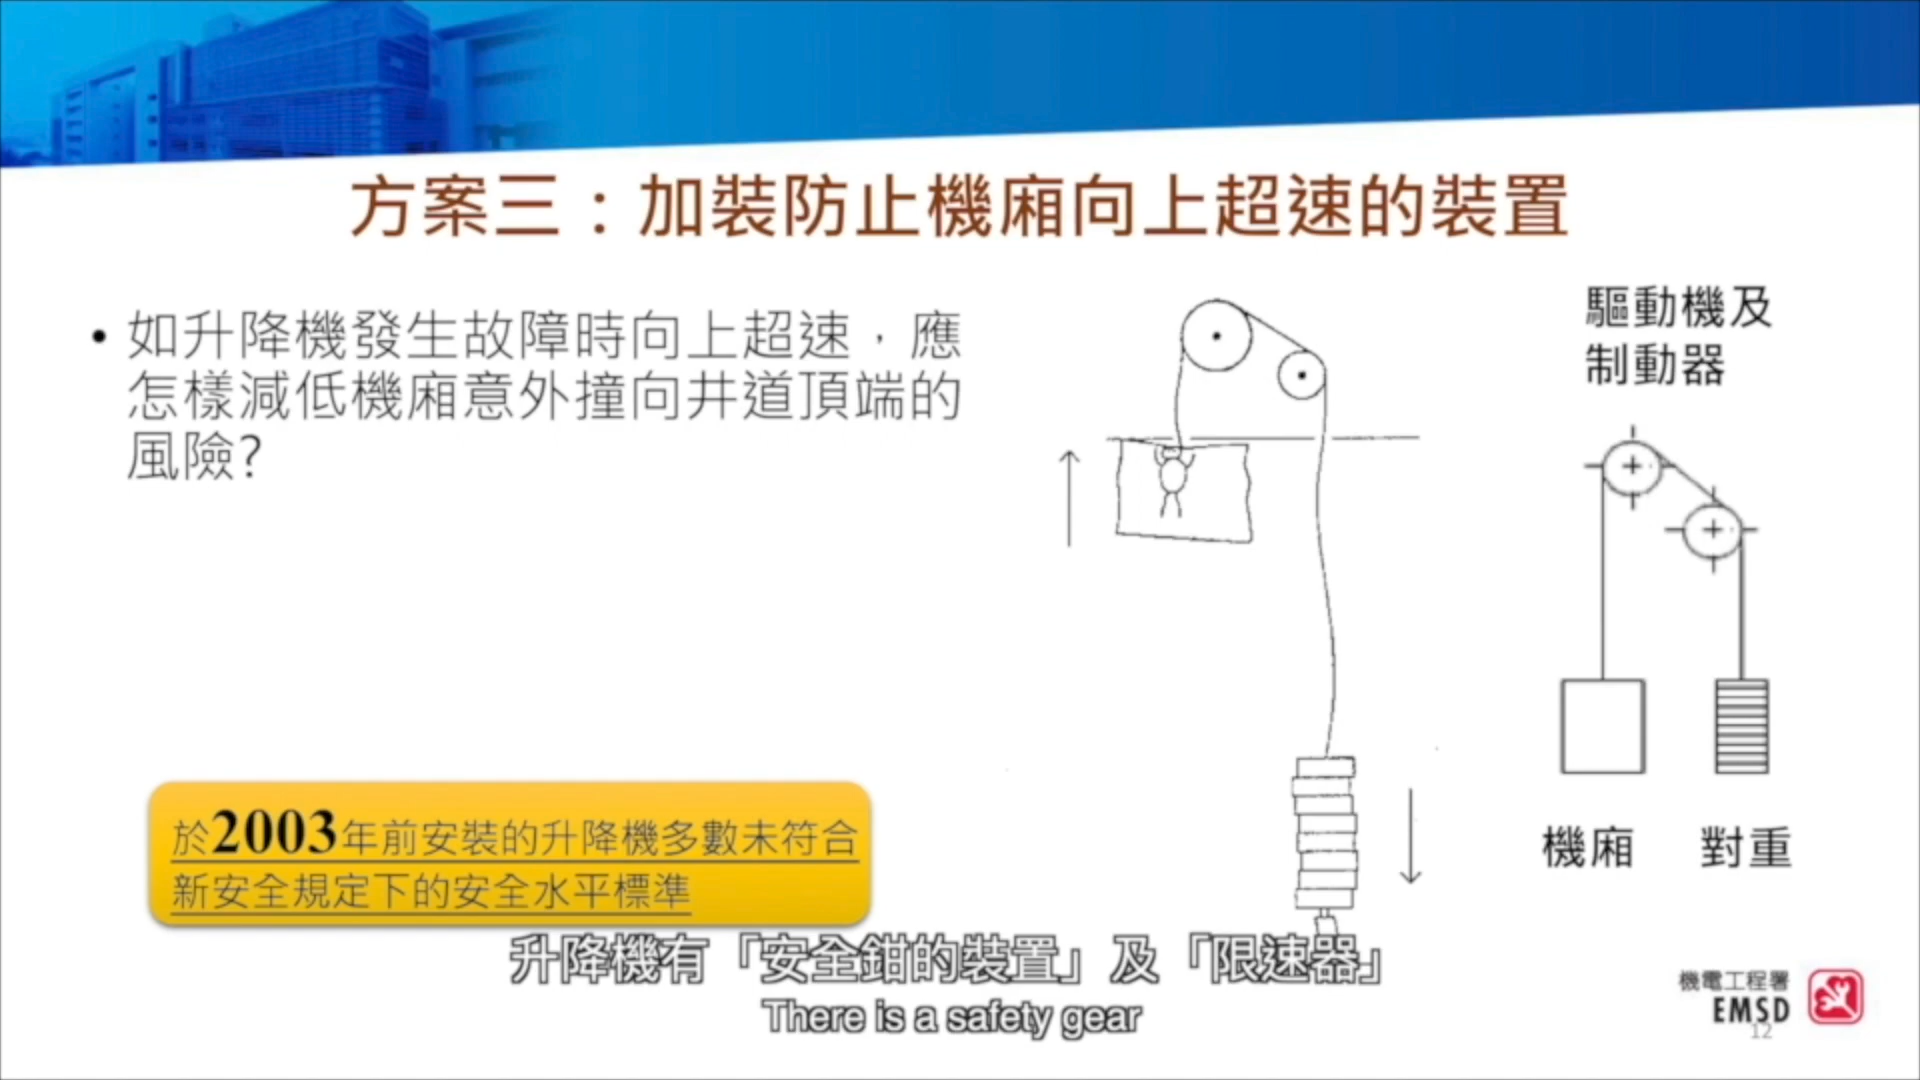 方案三：加裝防止機廂向上超速的裝置
• 如升降機發生故障時向上超速，應
怎樣減低機廂意外撞向井道頂端的
風險?
驅動機及
制動器
機廂
對重
於2003年前安裝的升降機多數未符合
新安全規定下的安全水平標準
升降機有「安全鉗的裝置」及「限速器」
There is a safety gear
機電工程署
EMSD
12